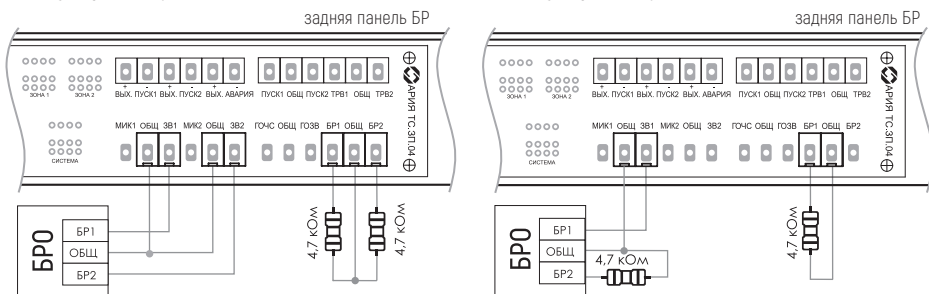 задняя панель БР
ЗОНА 1 ЗОНА 2
+ - + - + -
ВЫХ. ПУСК1 ВЫХ. ПУСК2 ВЫХ. АВАРИЯ
ПУСК1 ОБЩ ПУСК2 ТРВ1 ОБЩ ТРВ2
МИК1 ОБЩ ЗВ1 МИК2 ОБЩ ЗВ2
ГОЧС ОБЩ ГОЗВ БР1 ОБЩ БР2
СИСТЕМА
АРИЯ ТС.ЗП.04
БРО
БР1
ОБЩ
БР2
4,7 кОм
4,7 кОм
задняя панель БР
ЗОНА 1 ЗОНА 2
+ - + - + -
ВЫХ. ПУСК1 ВЫХ. ПУСК2 ВЫХ. АВАРИЯ
ПУСК1 ОБЩ ПУСК2 ТРВ1 ОБЩ ТРВ2
МИК1 ОБЩ ЗВ1 МИК2 ОБЩ ЗВ2
ГОЧС ОБЩ ГОЗВ БР1 ОБЩ БР2
СИСТЕМА
АРИЯ ТС.ЗП.04
БРО
БР1
ОБЩ
БР2
4,7 кОм
4,7 кОм